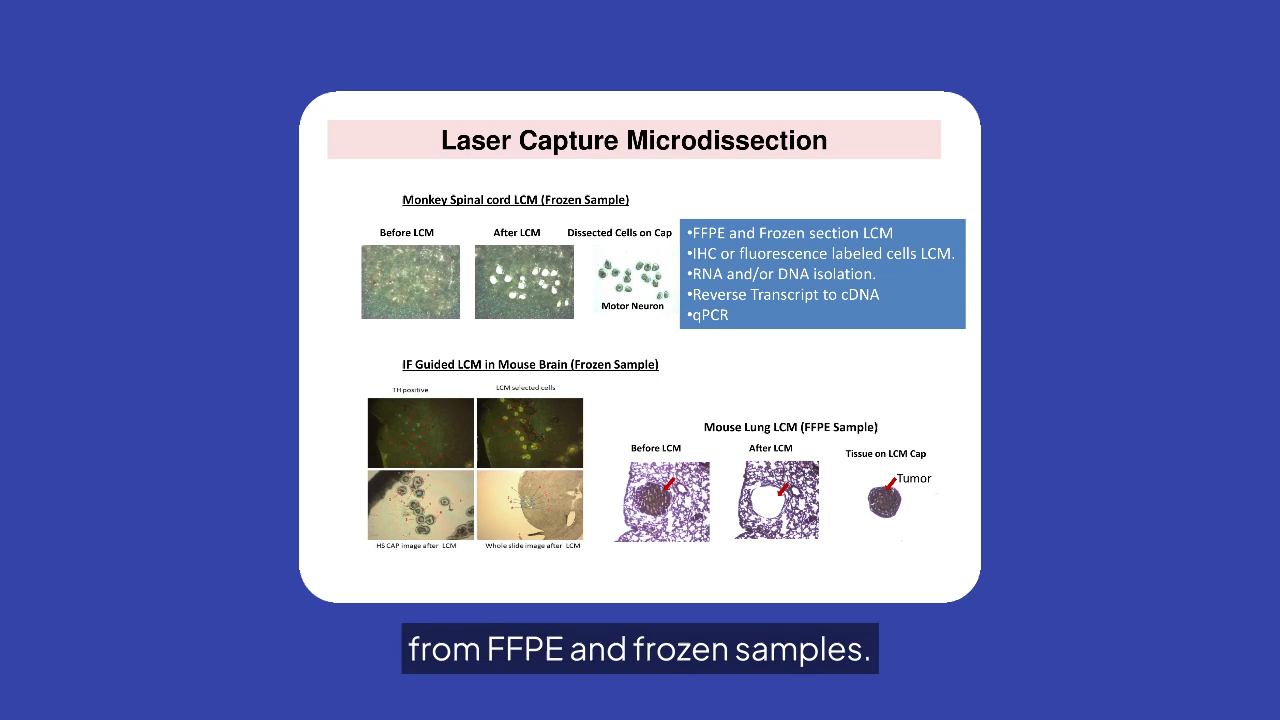 Laser Capture Microdissection
Monkey Spinal cord LCM (Frozen Sample)
Before LCM
After LCM
Dissected Cells on Cap
Motor Neuron
•FFPE and Frozen section LCM
•IHC or fluorescence labeled cells LCM.
•RNA and/or DNA isolation.
•Reverse Transcript to cDNA
•qPCR
IF Guided LCM in Mouse Brain (Frozen Sample)
TH positive
LCM selected cells
HS CAP image after LCM
Whole slide image after LCM
Mouse Lung LCM (FFPE Sample)
Before LCM
After LCM
Tissue on LCM Cap
Tumor
from FFPE and frozen samples.